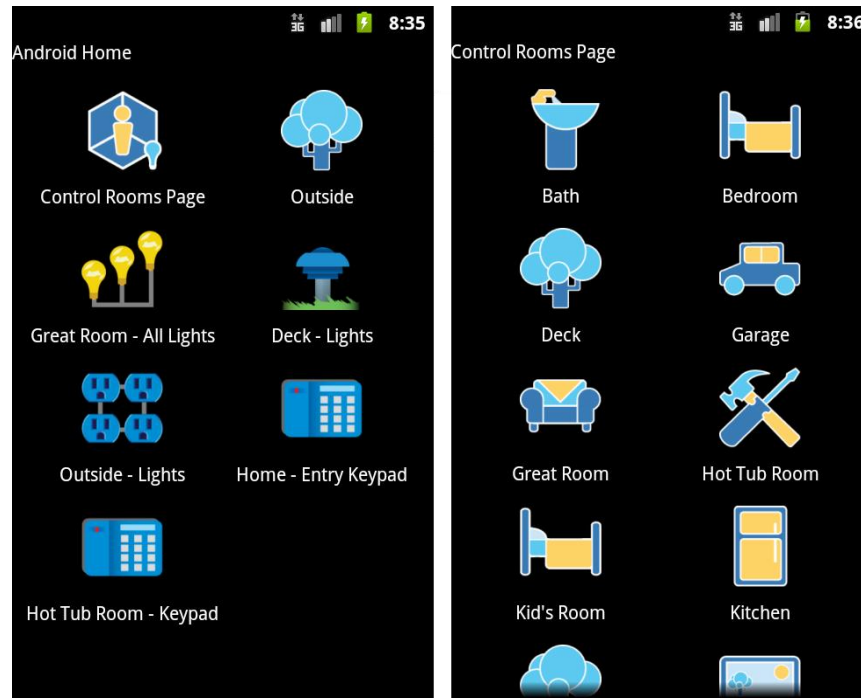 3G 8:35
Android Home
Control Rooms Page
Outside
Great Room - All Lights
Deck - Lights
Outside - Lights
Home - Entry Keypad
Hot Tub Room - Keypad
3G 8:36
Control Rooms Page
Bath
Bedroom
Deck
Garage
Great Room
Hot Tub Room
Kid's Room
Kitchen